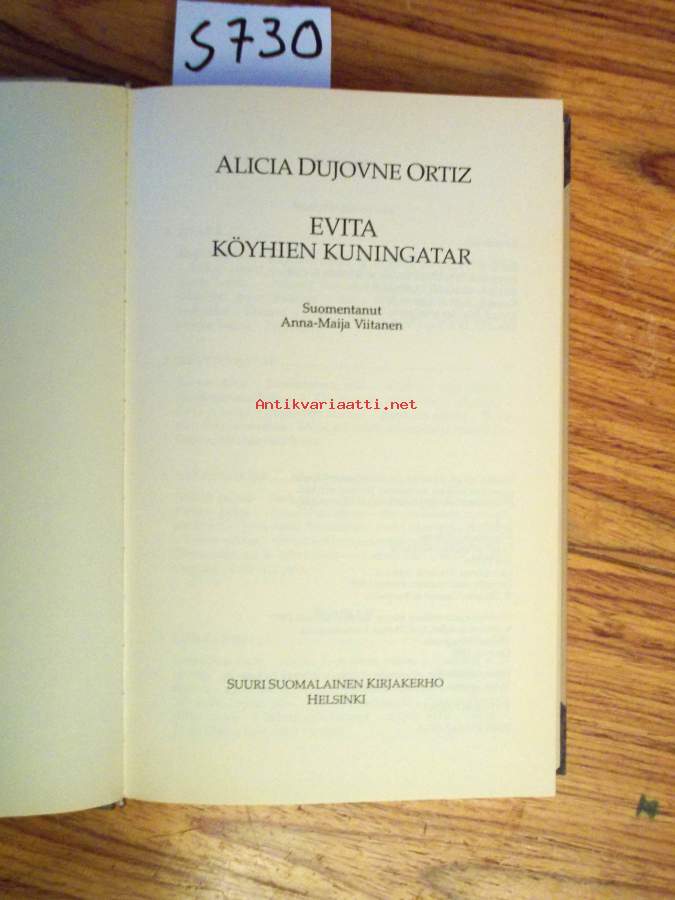 S730
ALICIA DUJOVNE ORTIZ
EVITA
KÖYHIEN KUNINGATAR
Suomentanut
Anna-Maija Viitanen
Antikvariaatti.net
SUURI SUOMALAINEN KIRJAKERHO
HELSINKI